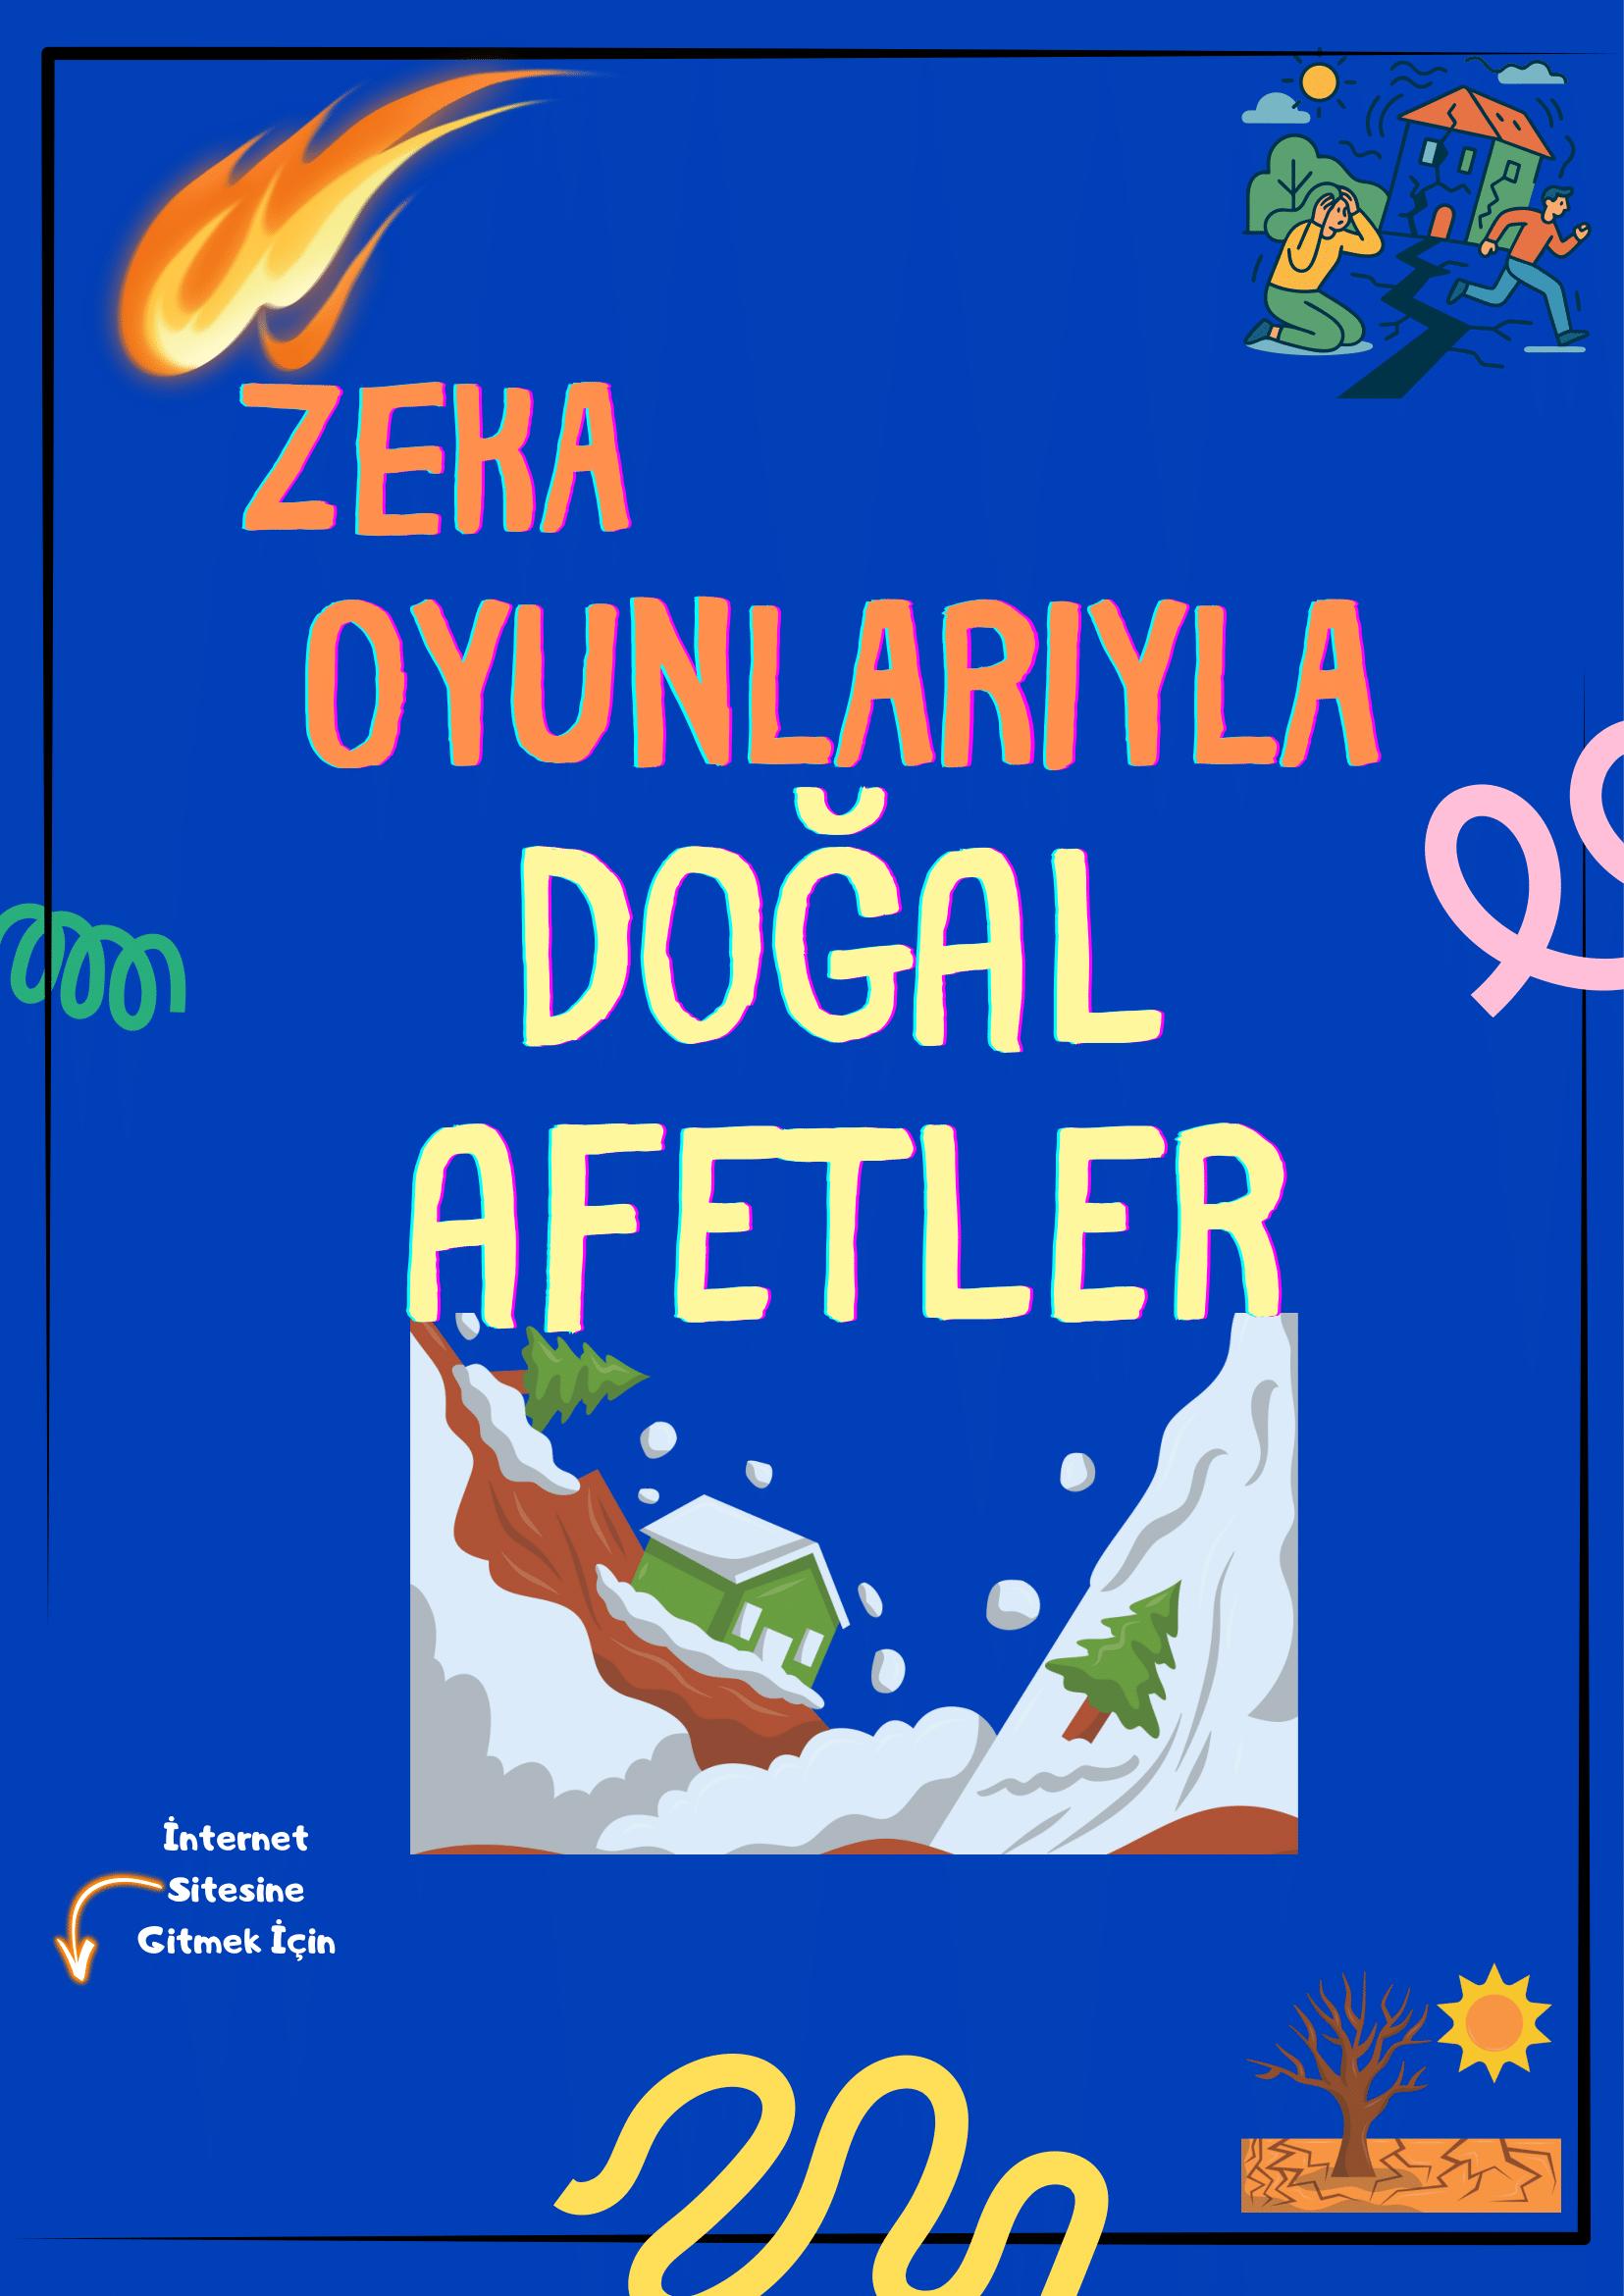 ZEKA
OYUNLARIYLA
DOĞAL
AFETLER
İnternet
Sitesine
Gitmek İçin